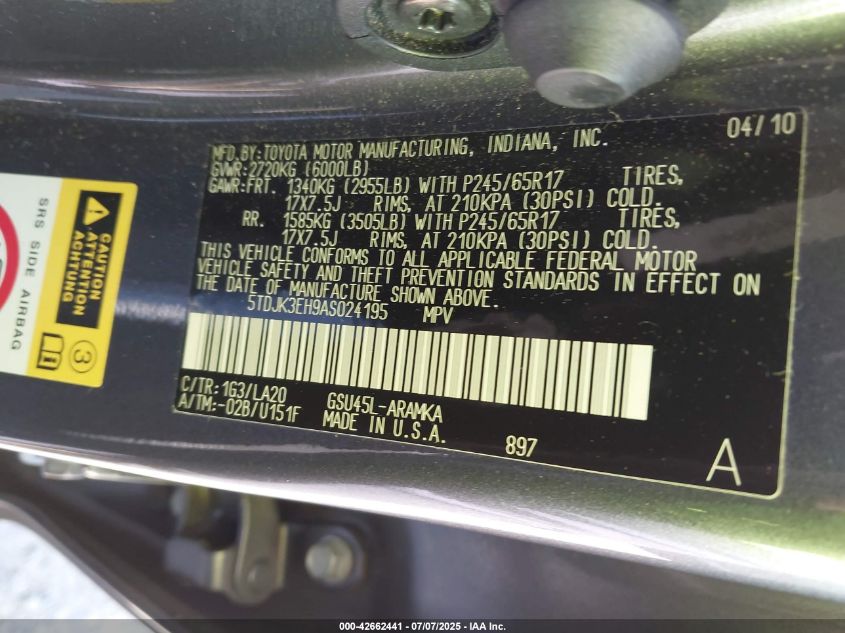 04/10
MFD.BY:TOYOTA MOTOR MANUFACTURING, INDIANA, INC.
GVWR:2720KG (6000LB)
GAWR:FRT. 1340KG (2955LB) WITH P245/65R17 TIRES,
17X7.5J RIMS, AT 210KPA (30PSI) COLD.
RR. 1585KG (3505LB) WITH P245/65R17 TIRES,
17X7.5J RIMS, AT 210KPA (30PSI) COLD.
THIS VEHICLE CONFORMS TO ALL APPLICABLE FEDERAL MOTOR
VEHICLE SAFETY AND THEFT PREVENTION STANDARDS IN EFFECT ON
THE DATE OF MANUFACTURE SHOWN ABOVE.
5TDJK3EH9AS024195 MPV
C/TR: 1G3/LA20 GSU45L-ARAMKA
A/TM:-02B/U151F MADE IN U.S.A.
897
A
CAUTION
ATTENTION
ACHTUNG
SRS SIDE AIRBAG
3
000-42662441 - 07/07/2025 - IAA Inc.